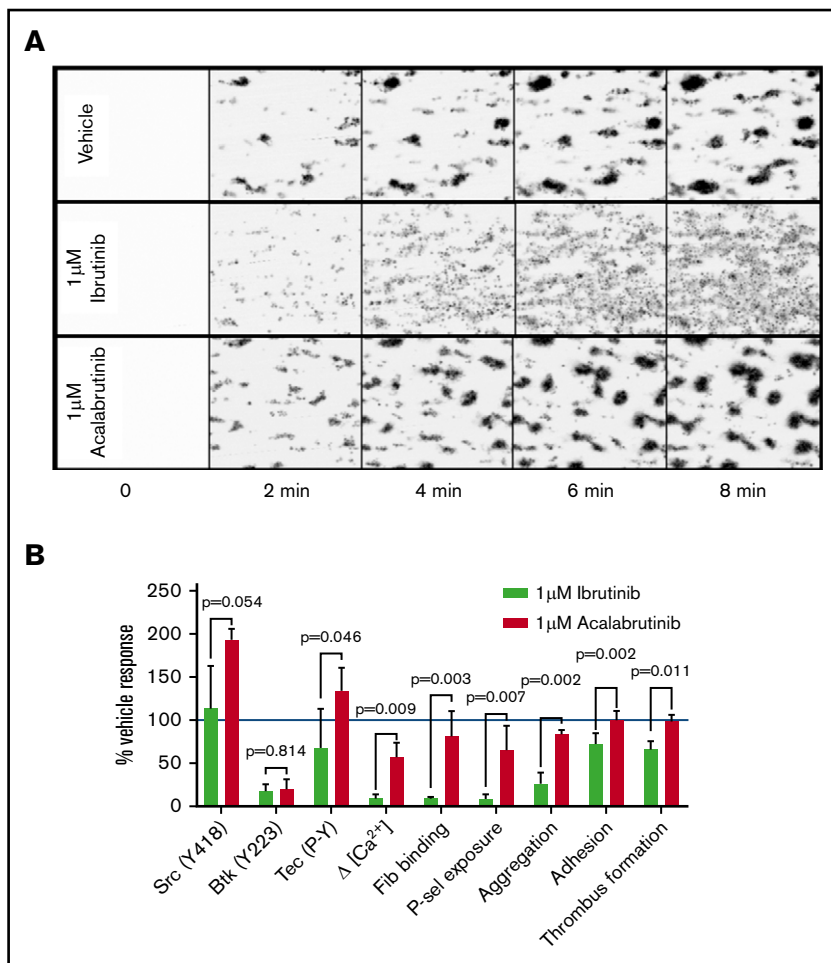 A
Vehicle
1µM
Ibrutinib
1µM
Acalabrutinib
0
2 min
4 min
6 min
8 min
B
% vehicle response
250
200
150
100
50
0
1µM Ibrutinib
1µM Acalabrutinib
p=0.054
p=0.814
p=0.046
p=0.009
p=0.003
p=0.007
p=0.002
p=0.002
p=0.011
Src (Y418)
Btk (Y223)
Tec (P-Y)
Δ [Ca²⁺]
Fib binding
P-sel exposure
Aggregation
Adhesion
Thrombus formation